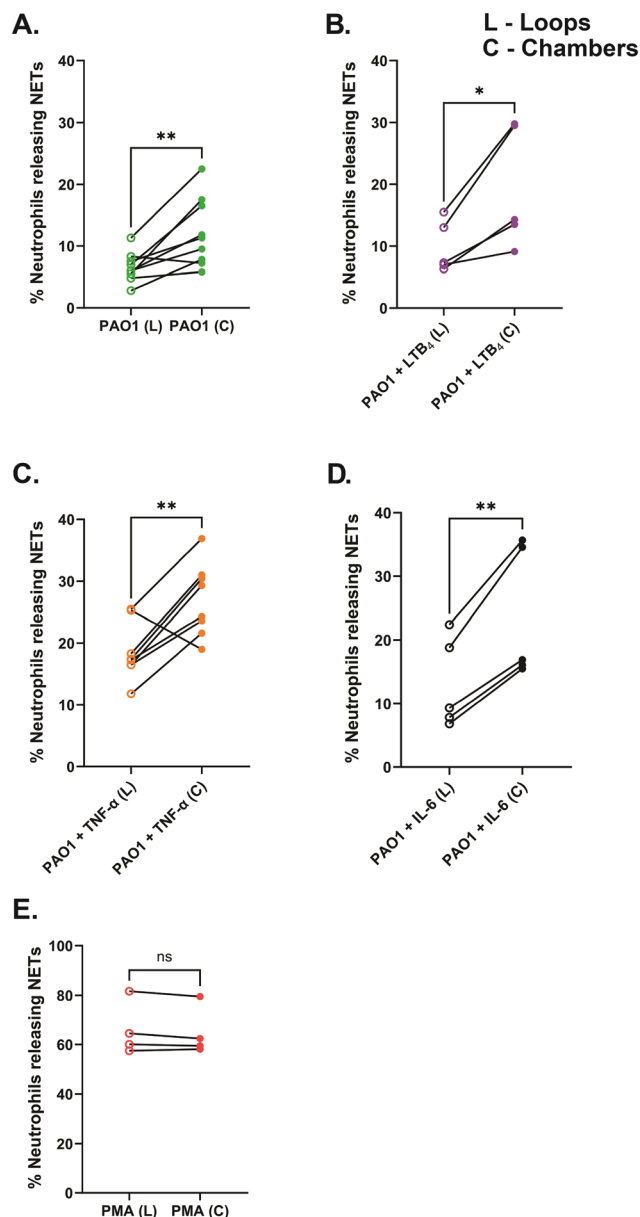 A.
B.
L - Loops
C - Chambers
% Neutrophils releasing NETs
40
30
20
10
0
**
PAO1 (L)
PAO1 (C)
% Neutrophils releasing NETs
40
30
20
10
0
*
PAO1 + LTB₄ (L)
PAO1 + LTB₄ (C)
C.
% Neutrophils releasing NETs
40
30
20
10
0
**
PAO1 + TNF-α (L)
PAO1 + TNF-α (C)
D.
% Neutrophils releasing NETs
40
30
20
10
0
**
PAO1 + IL-6 (L)
PAO1 + IL-6 (C)
E.
% Neutrophils releasing NETs
100
80
60
40
20
0
ns
PMA (L)
PMA (C)